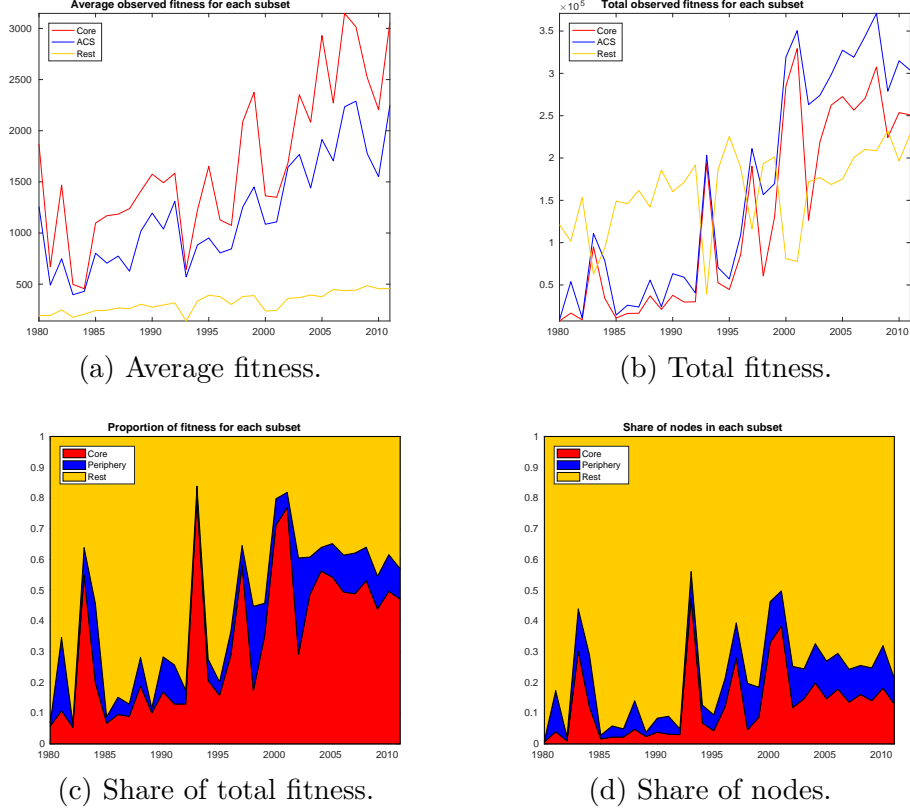 Average observed fitness for each subset
3000
2500
2000
1500
1000
500
Core
ACS
Rest
1980 1985 1990 1995 2000 2005 2010
(a) Average fitness.
× 10⁵
Total observed fitness for each subset
3.5
3
2.5
2
1.5
1
0.5
Core
ACS
Rest
1980 1985 1990 1995 2000 2005 2010
(b) Total fitness.
Proportion of fitness for each subset
1
0.9
0.8
0.7
0.6
0.5
0.4
0.3
0.2
0.1
0
Core
Periphery
Rest
1980 1985 1990 1995 2000 2005 2010
(c) Share of total fitness.
Share of nodes in each subset
1
0.9
0.8
0.7
0.6
0.5
0.4
0.3
0.2
0.1
0
Core
Periphery
Rest
1980 1985 1990 1995 2000 2005 2010
(d) Share of nodes.